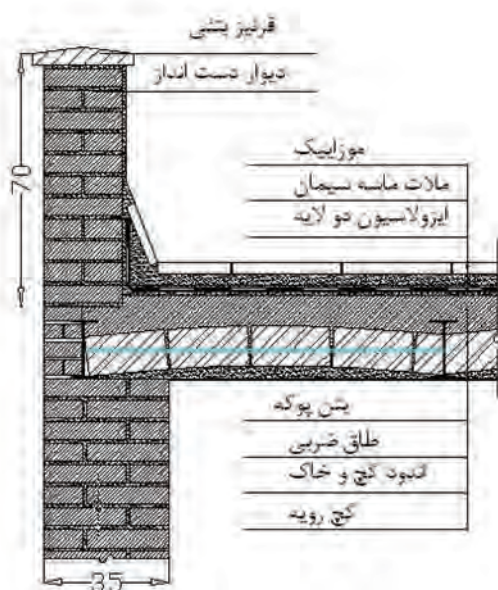 قرنیز بتنی
دیوار دست انداز
70
موزاییک
ملات ماسه سیمان
ایزولاسیون دو لایه
بتن پوکه
طاق ضربی
اندود گچ و خاک
گچ رویه
35